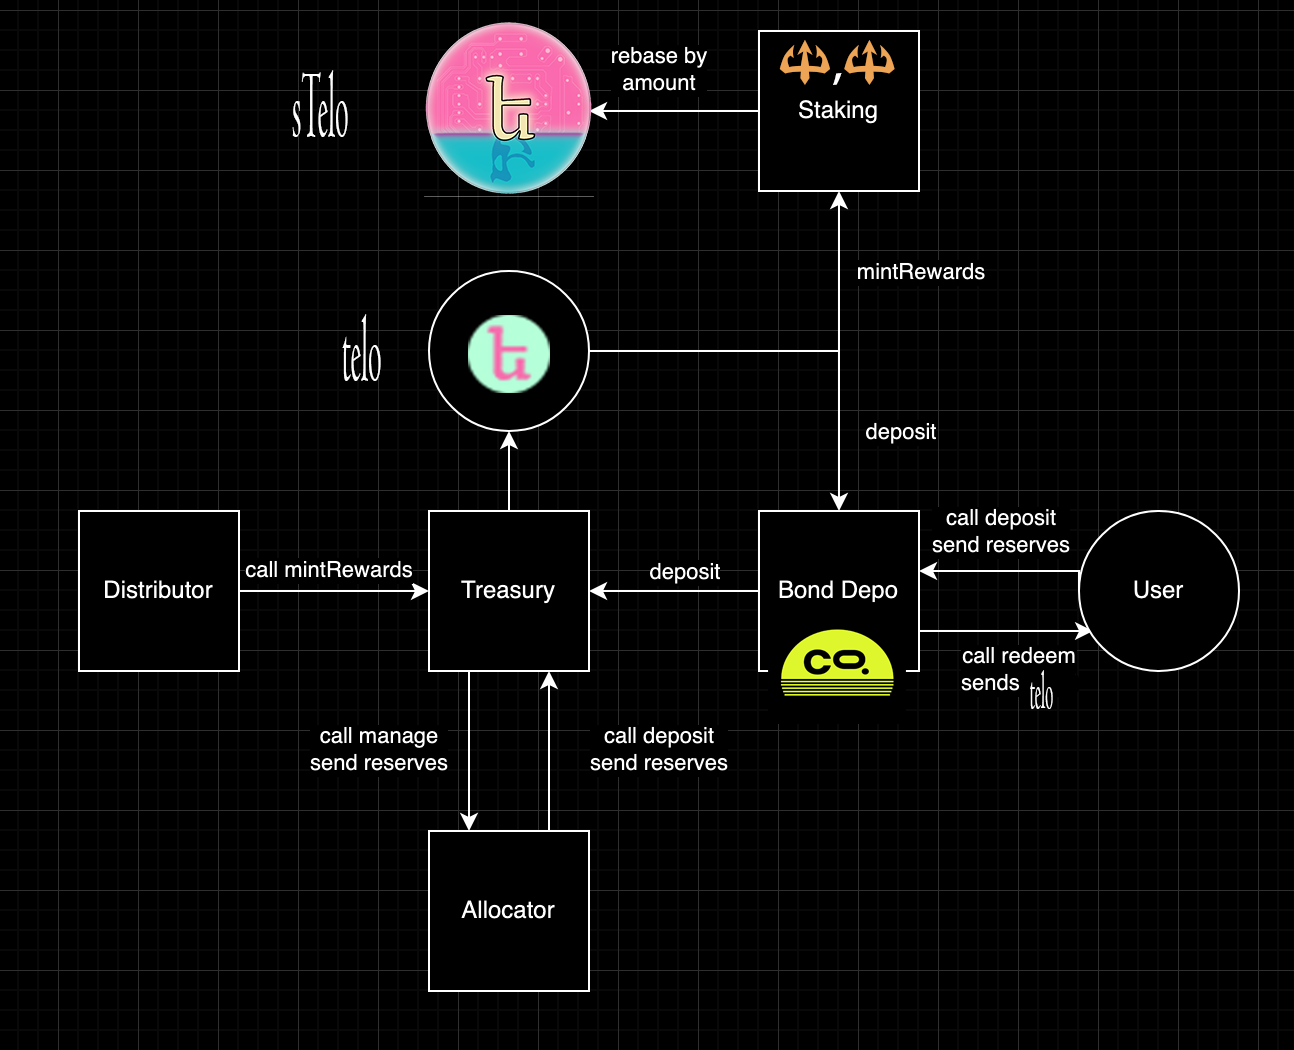 rebase by
amount
,
Staking
sTelo
ե
mintRewards
telo
ե
deposit
call deposit
send reserves
Distributor
call mintRewards
Treasury
deposit
Bond Depo
User
co.
call redeem
sends telo
call manage
send reserves
call deposit
send reserves
Allocator